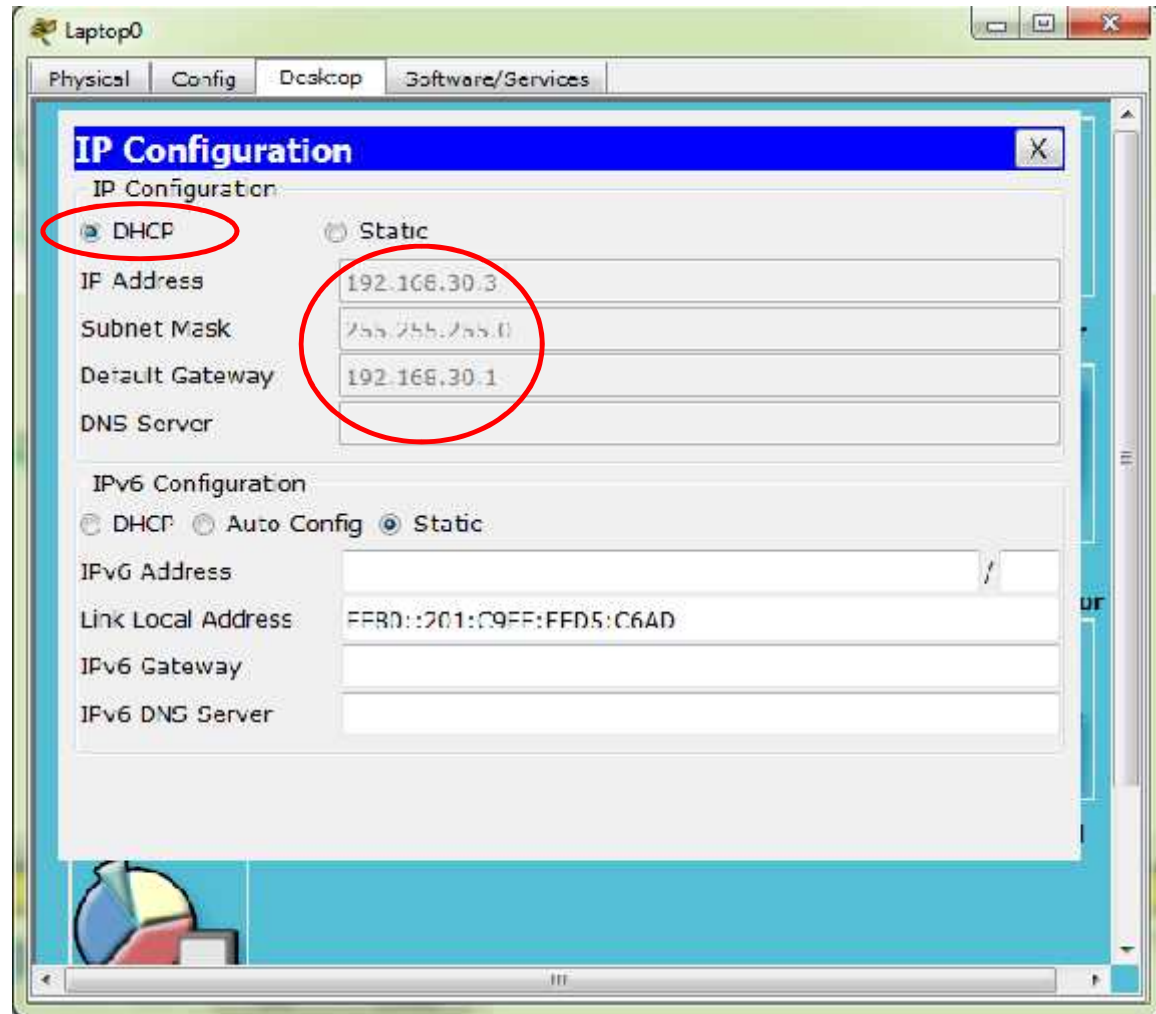 Laptop0
Physical Config Desktop Software/Services
IP Configuration X
IP Configuration
DHCP Static
IP Address 192.168.30.3
Subnet Mask 255.255.255.0
Default Gateway 192.168.30.1
DNS Server
IPv6 Configuration
DHCP Auto Config Static
IPv6 Address /
Link Local Address FE80::201:C9FF:FED5:C6AD
IPv6 Gateway
IPv6 DNS Server